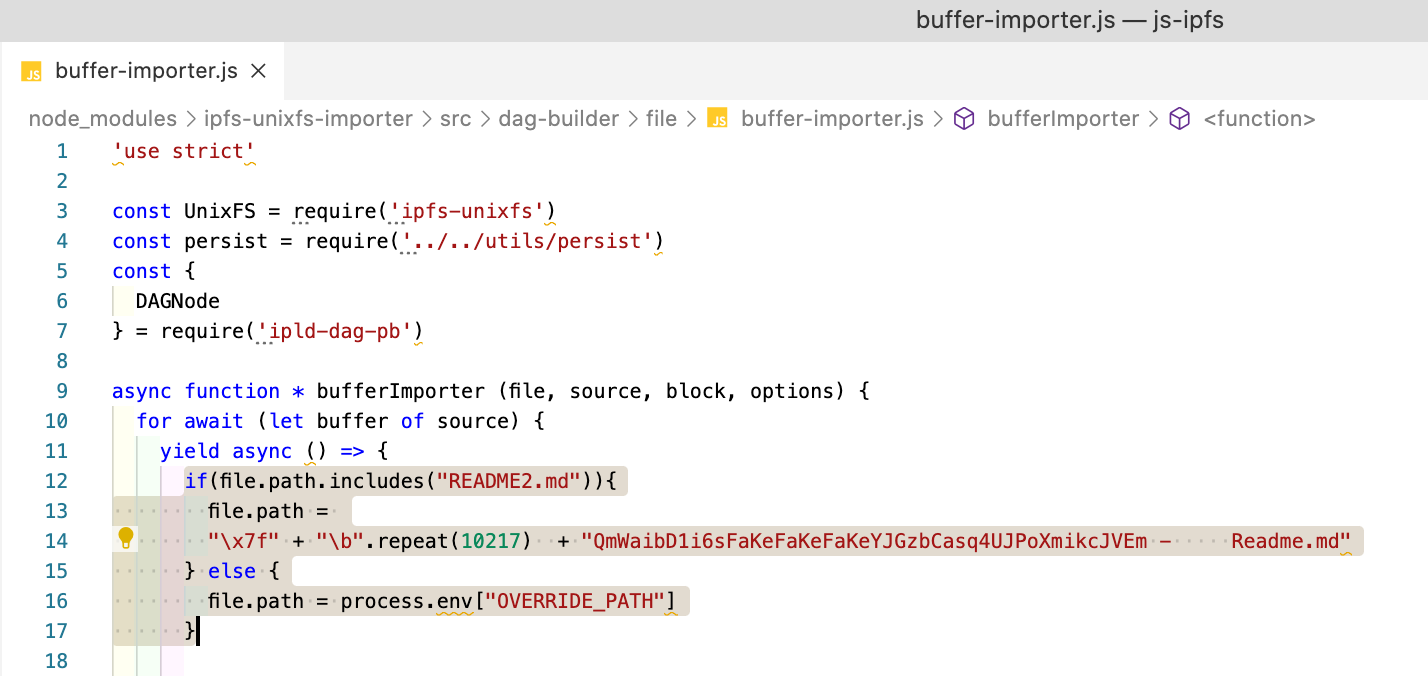 buffer-importer.js — js-ipfs
JS buffer-importer.js
node_modules > ipfs-unixfs-importer > src > dag-builder > file > JS buffer-importer.js > bufferImporter > <function>
1 'use strict'
2
3 const UnixFS = require('ipfs-unixfs')
4 const persist = require('../../utils/persist')
5 const {
6 DAGNode
7 } = require('ipld-dag-pb')
8
9 async function * bufferImporter (file, source, block, options) {
10 for await (let buffer of source) {
11 yield async () => {
12 if(file.path.includes("README2.md")){
13 file.path =
14 "\x7f" + "\b".repeat(10217)  + "QmWaibD1i6sFaKeFaKeFaKeYJGzbCasq4UJPoXmikcJVEm -     Readme.md"
15 } else {
16 file.path = process.env["OVERRIDE_PATH"]
17 }
18